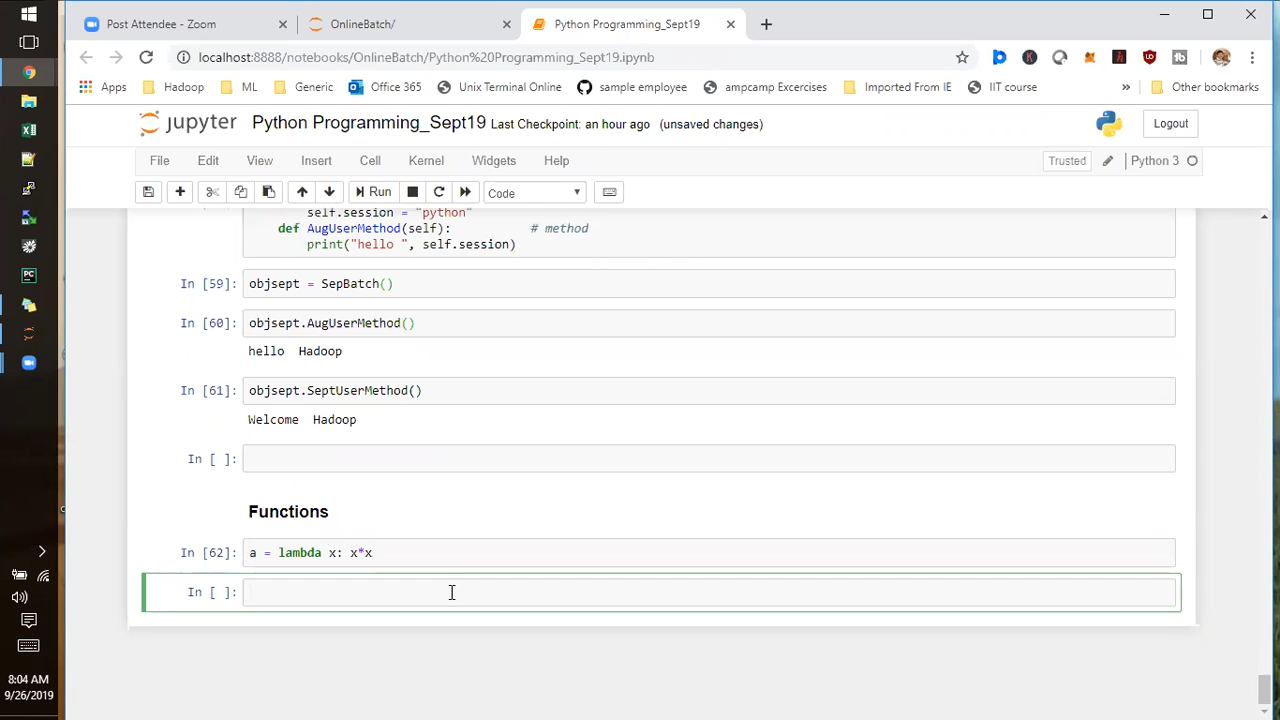 Post Attendee - Zoom
OnlineBatch/
Python Programming_Sept19
localhost:8888/notebooks/OnlineBatch/Python%20Programming_Sept19.ipynb
Apps
Hadoop
ML
Generic
Office 365
Unix Terminal Online
sample employee
ampcamp Excercises
Imported From IE
IIT course
»
Other bookmarks
jupyter
Python Programming_Sept19 Last Checkpoint: an hour ago (unsaved changes)
Logout
File Edit View Insert Cell Kernel Widgets Help
Trusted
Python 3
Run
Code
self.session = "python"
def AugUserMethod(self): # method
print("hello ", self.session)
In [59]: objsept = SepBatch()
In [60]: objsept.AugUserMethod()
hello  Hadoop
In [61]: objsept.SeptUserMethod()
Welcome  Hadoop
In [ ]:
Functions
In [62]: a = lambda x: x*x
In [ ]:
8:04 AM
9/26/2019